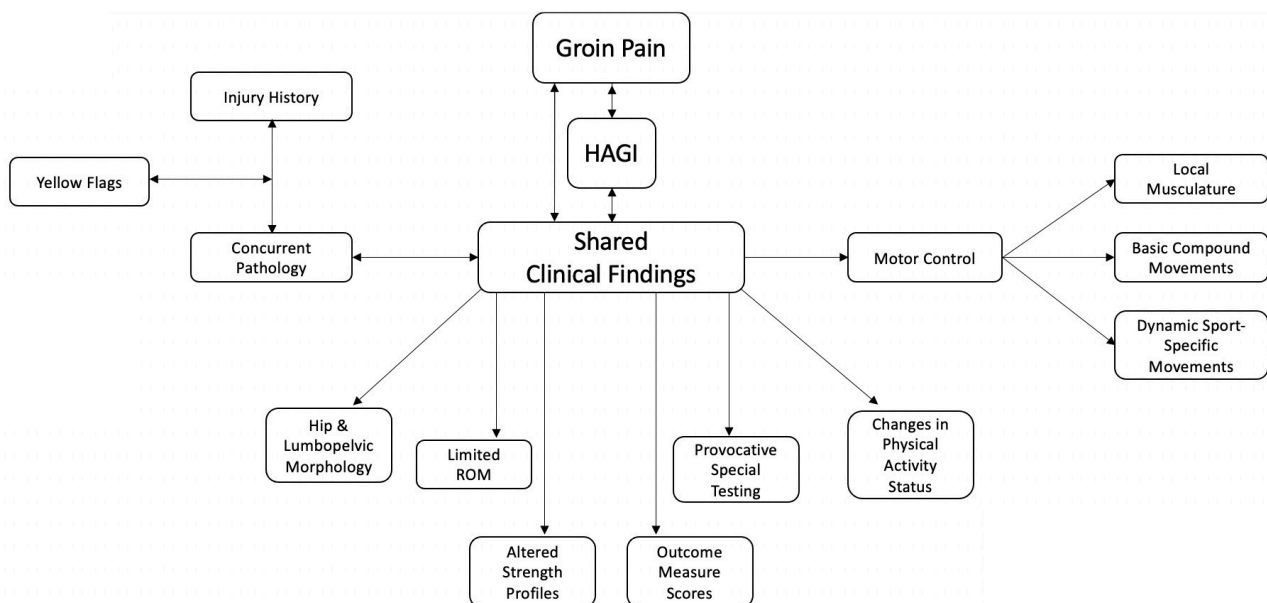 Groin Pain
Injury History
HAGI
Yellow Flags
Local
Musculature
Concurrent
Pathology
Shared
Clinical Findings
Motor Control
Basic Compound
Movements
Dynamic Sport-
Specific
Movements
Hip &
Lumbopelvic
Morphology
Limited
ROM
Provocative
Special
Testing
Changes in
Physical
Activity
Status
Altered
Strength
Profiles
Outcome
Measure
Scores